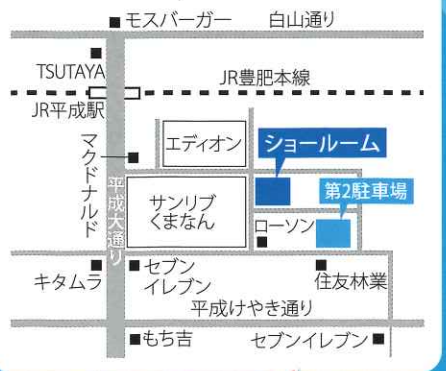 モスバーガー
白山通り
TSUTAYA
JR豊肥本線
JR平成駅
マクドナルド
エディオン
ショールーム
平成大通り
サンリブ
くまなん
第2駐車場
ローソン
キタムラ
セブン
イレブン
住友林業
平成けやき通り
もち吉
セブンイレブン